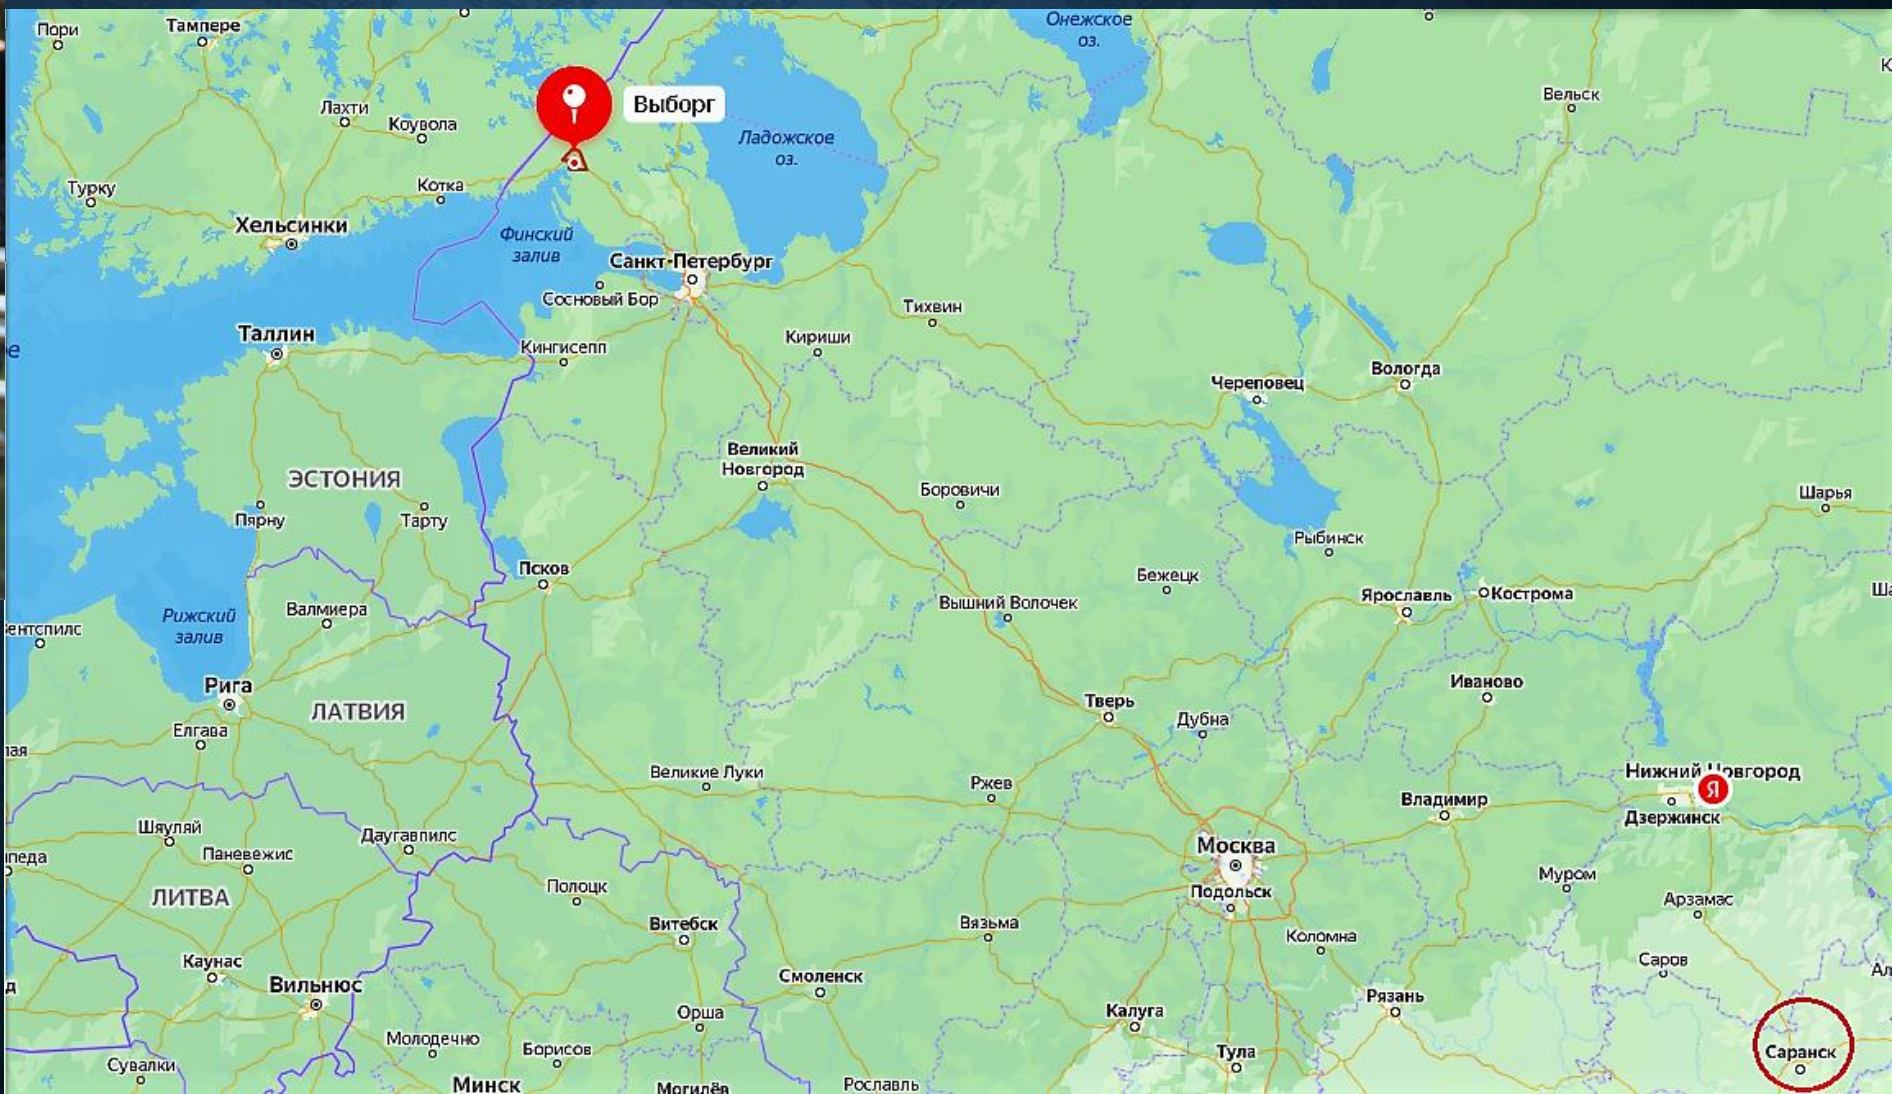 Пори
Тампере
Онежское
оз.
Вельск
Лахти
Коувола
Выборг
Ладожское
оз.
Турку
Котка
Хельсинки
Финский
залив
Санкт-Петербург
Сосновый Бор
Тихвин
Таллин
Кингисепп
Кириши
Череповец
Вологда
Великий
Новгород
ЭСТОНИЯ
Боровичи
Шарья
Пярну
Тарту
Рыбинск
Псков
Бежецк
Вышний Волочек
Ярославль
Кострома
Рижский
залив
Валмиера
Рига
ЛАТВИЯ
Иваново
Тверь
Дубна
Елгава
Великие Луки
Ржев
Нижний Новгород
Я
Владимир
Дзержинск
Шяуляй
Даугавпилс
Паневежис
Москва
Подольск
Муром
Арзамас
ЛИТВА
Полоцк
Витебск
Вязьма
Коломна
Каунас
Вильнюс
Смоленск
Саров
Рязань
Орша
Калуга
Молодечно
Борисов
Тула
Саранск
Сувалки
Минск
Могилёв
Рославль